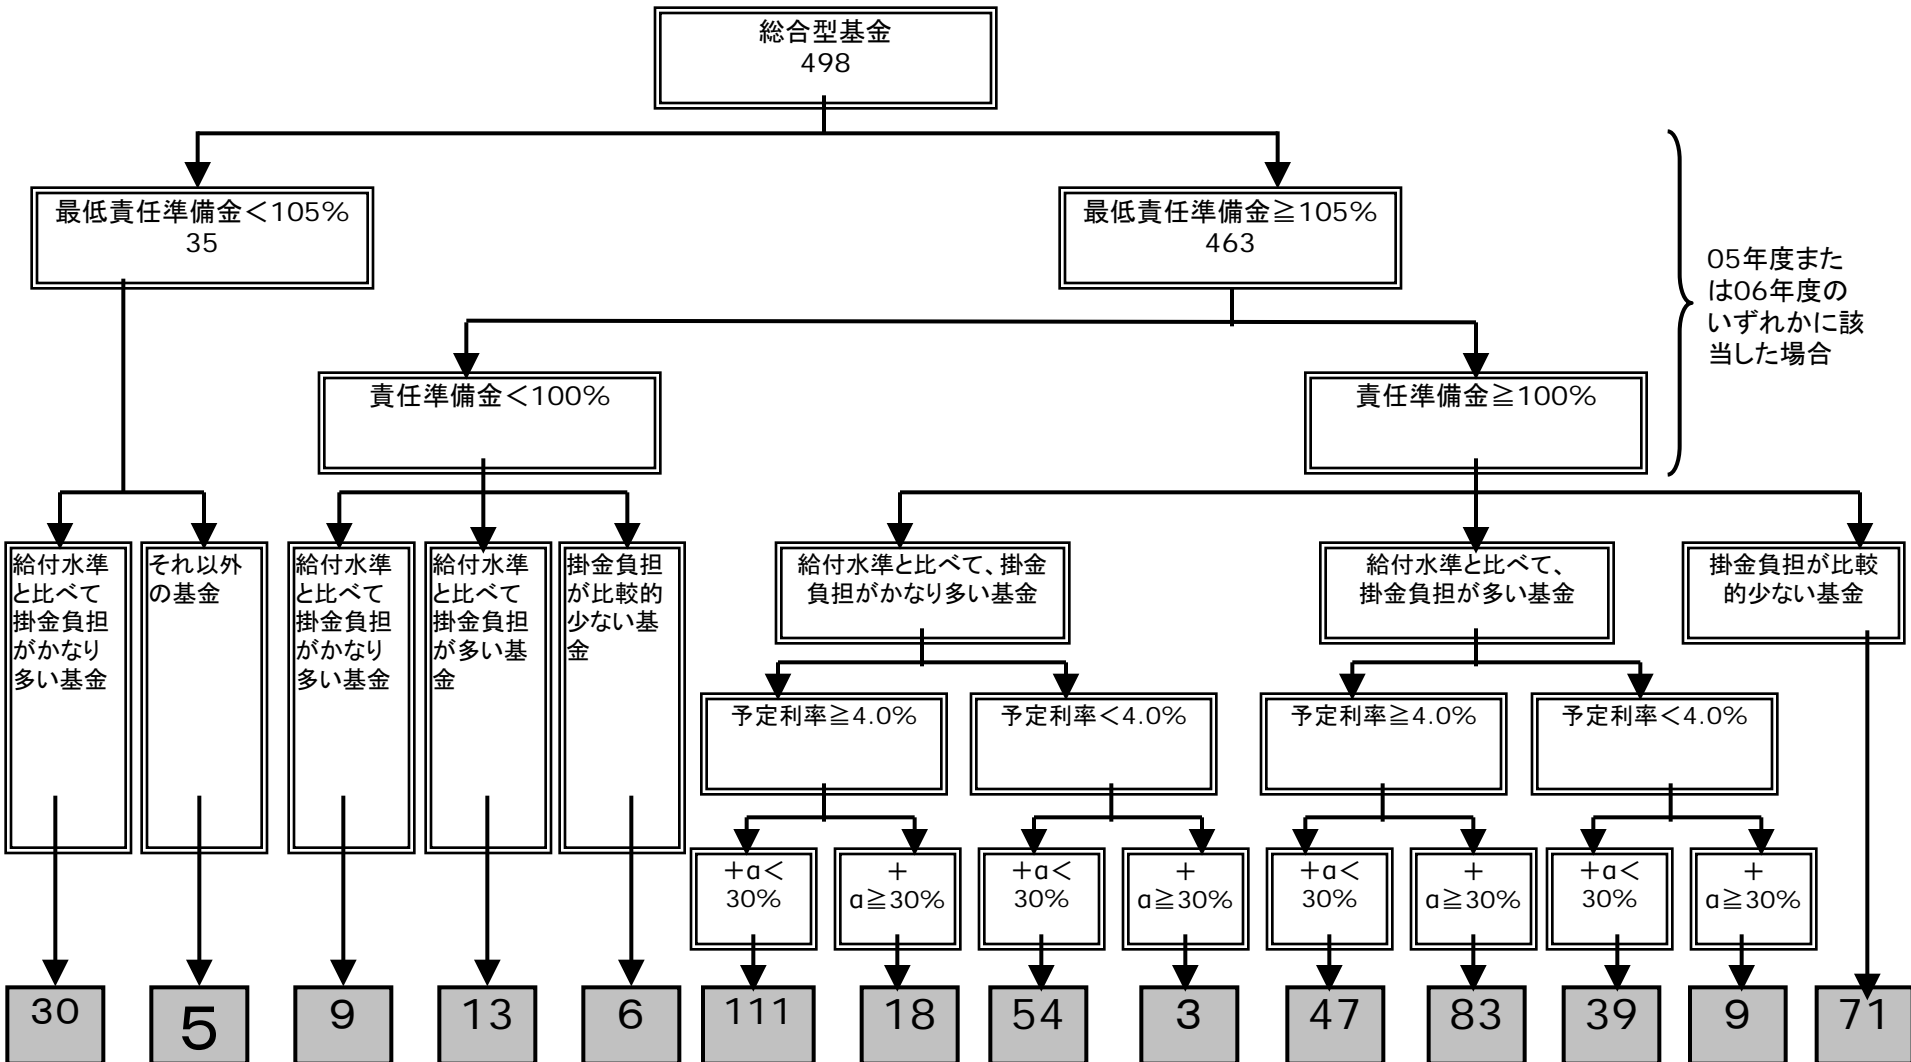 総合型基金
498
最低責任準備金＜105%
35
最低責任準備金≧105%
463
05年度また
は06年度の
いずれかに該
当した場合
責任準備金＜100%
責任準備金≧100%
給付水準
と比べて
掛金負担
がかなり
多い基金
それ以外
の基金
給付水準
と比べて
掛金負担
がかなり
多い基金
給付水準
と比べて
掛金負担
が多い基
金
掛金負担
が比較的
少ない基
金
給付水準と比べて、掛金
負担がかなり多い基金
給付水準と比べて、
掛金負担が多い基金
掛金負担が比較
的少ない基金
予定利率≧4.0%
予定利率＜4.0%
予定利率≧4.0%
予定利率＜4.0%
+α＜
30%
+
α≧30%
+α＜
30%
+
α≧30%
+α＜
30%
+
α≧30%
+α＜
30%
+
α≧30%
30
5
9
13
6
111
18
54
3
47
83
39
9
71